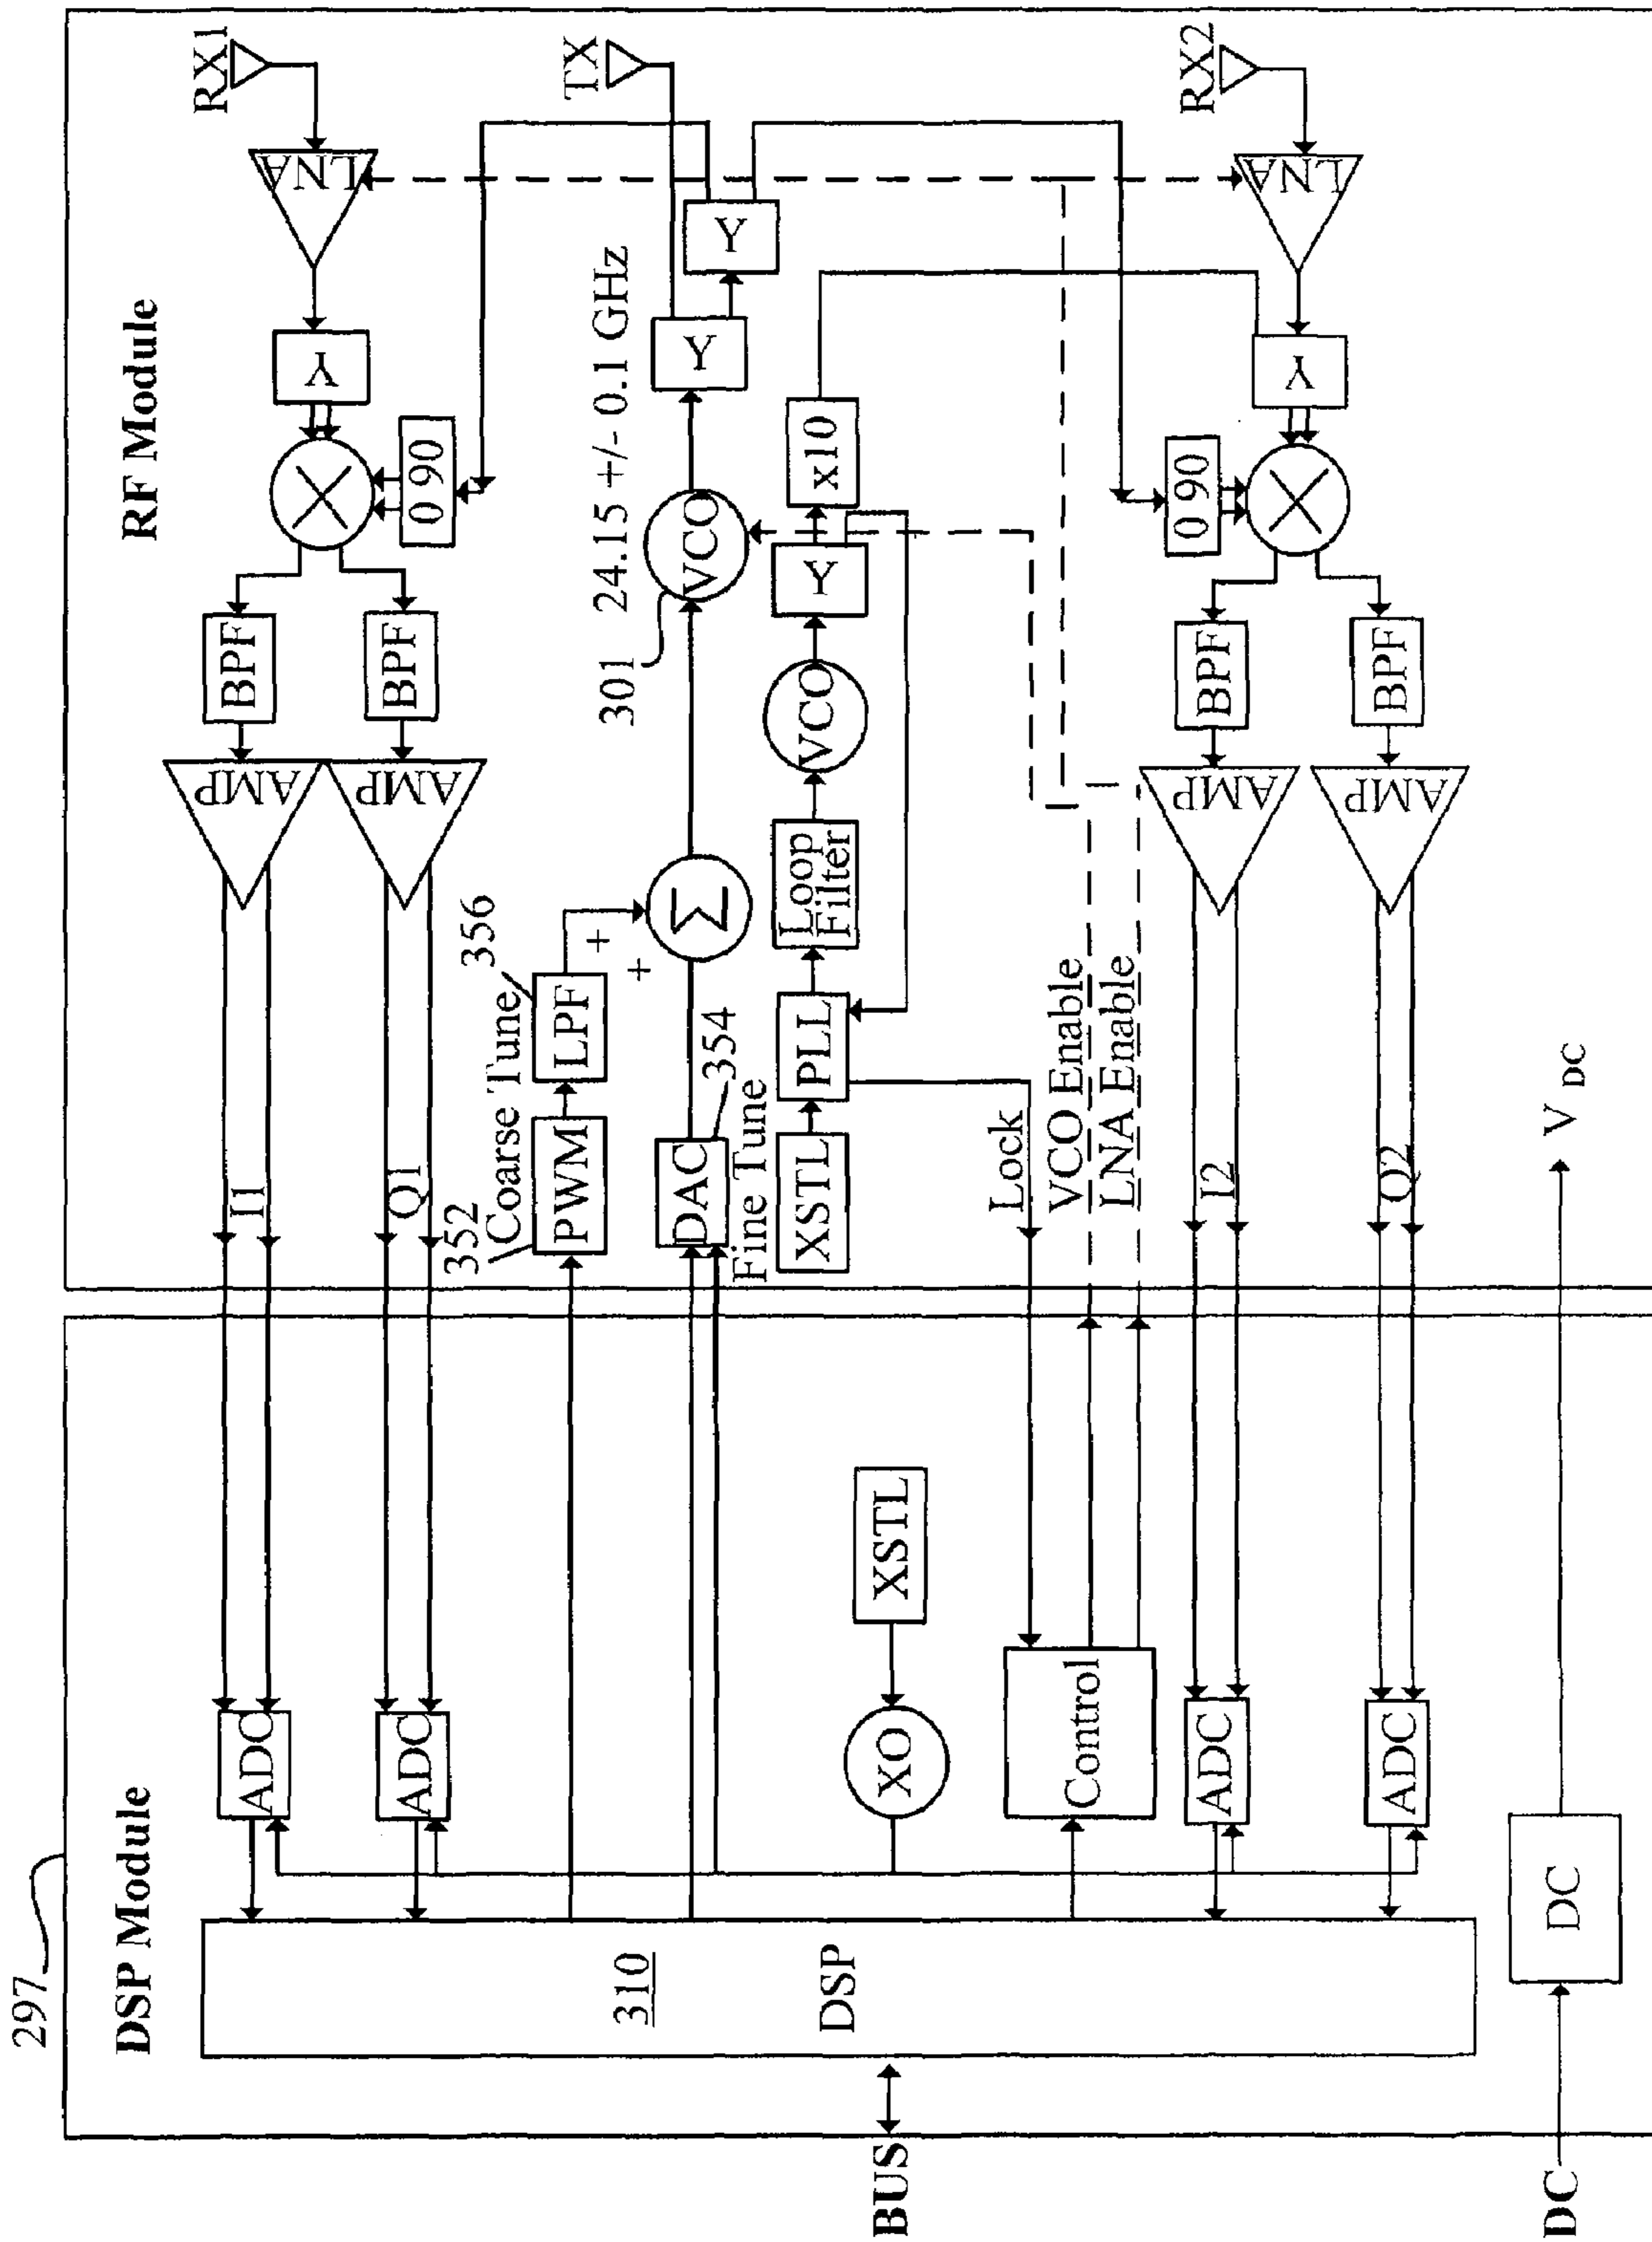 297
DSP Module
RF Module
RX1
LNA
Y
0 90
BPF
BPF
AMP
AMP
I1
Q1
ADC
ADC
352
Coarse Tune
356
PWM
LPF
+
+
Σ
301
24.15 +/- 0.1 GHz
VCO
Y
Y
TX
DAC
354
Fine Tune
XSTL
PLL
Loop
Filter
VCO
Y
x10
310
DSP
BUS
XO
XSTL
Control
Lock
VCO Enable
LNA Enable
RX2
LNA
Y
0 90
BPF
BPF
AMP
AMP
I2
Q2
ADC
ADC
DC
DC
V DC